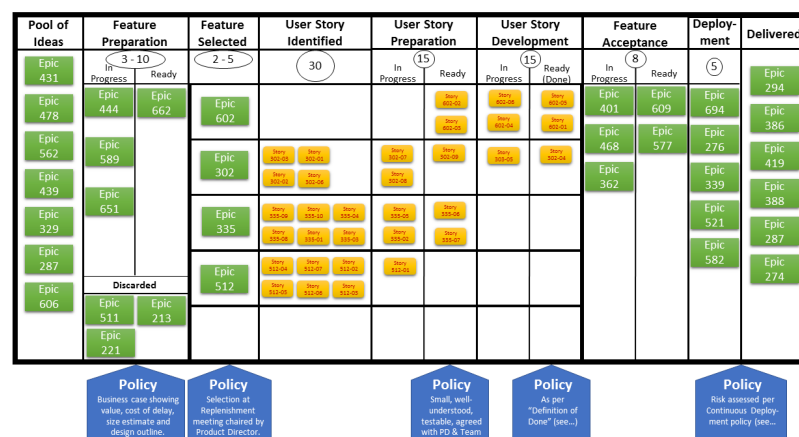 Pool of
Ideas
Feature
Preparation
Feature
Selected
User Story
Identified
User Story
Preparation
User Story
Development
Feature
Acceptance
Deploy-
ment
Delivered
3 - 10
In
Progress
Ready
2 - 5
30
15
In
Progress
Ready
15
In
Progress
Ready
(Done)
8
In
Progress
Ready
5
Epic
431
Epic
478
Epic
562
Epic
439
Epic
329
Epic
287
Epic
606
Epic
444
Epic
662
Epic
589
Epic
651
Discarded
Epic
511
Epic
213
Epic
221
Epic
602
Story
602-02
Story
602-03
Story
602-06
Story
602-05
Story
602-04
Story
602-01
Epic
302
Story
302-03
Story
302-01
Story
302-02
Story
302-06
Story
302-07
Story
302-09
Story
302-08
Story
303-05
Story
302-04
Epic
335
Story
335-09
Story
335-10
Story
335-04
Story
335-08
Story
335-01
Story
335-03
Story
335-05
Story
335-06
Story
335-02
Story
335-07
Epic
512
Story
512-04
Story
512-07
Story
512-02
Story
512-05
Story
512-06
Story
512-03
Story
512-01
Epic
401
Epic
609
Epic
468
Epic
577
Epic
362
Epic
694
Epic
276
Epic
339
Epic
521
Epic
582
Epic
294
Epic
386
Epic
419
Epic
388
Epic
287
Epic
274
Policy
Business case showing
value, cost of delay,
size estimate and
design outline.
Policy
Selection at
Replenishment
meeting chaired by
Product Director.
Policy
Small, well-
understood,
testable, agreed
with PD & Team
Policy
As per
"Definition of
Done" (see...)
Policy
Risk assessed per
Continuous Deploy-
ment policy (see...